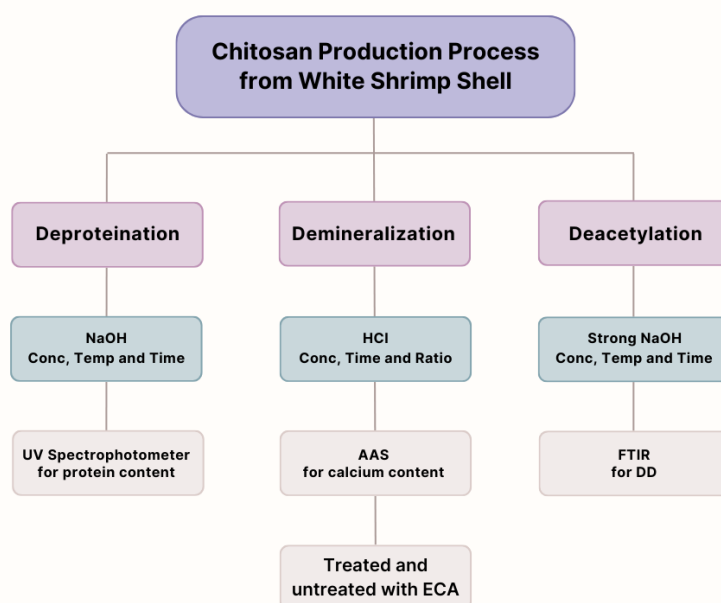 Chitosan Production Process
from White Shrimp Shell
Deproteination
Demineralization
Deacetylation
NaOH
Conc, Temp and Time
HCl
Conc, Time and Ratio
Strong NaOH
Conc, Temp and Time
UV Spectrophotometer
for protein content
AAS
for calcium content
FTIR
for DD
Treated and
untreated with ECA